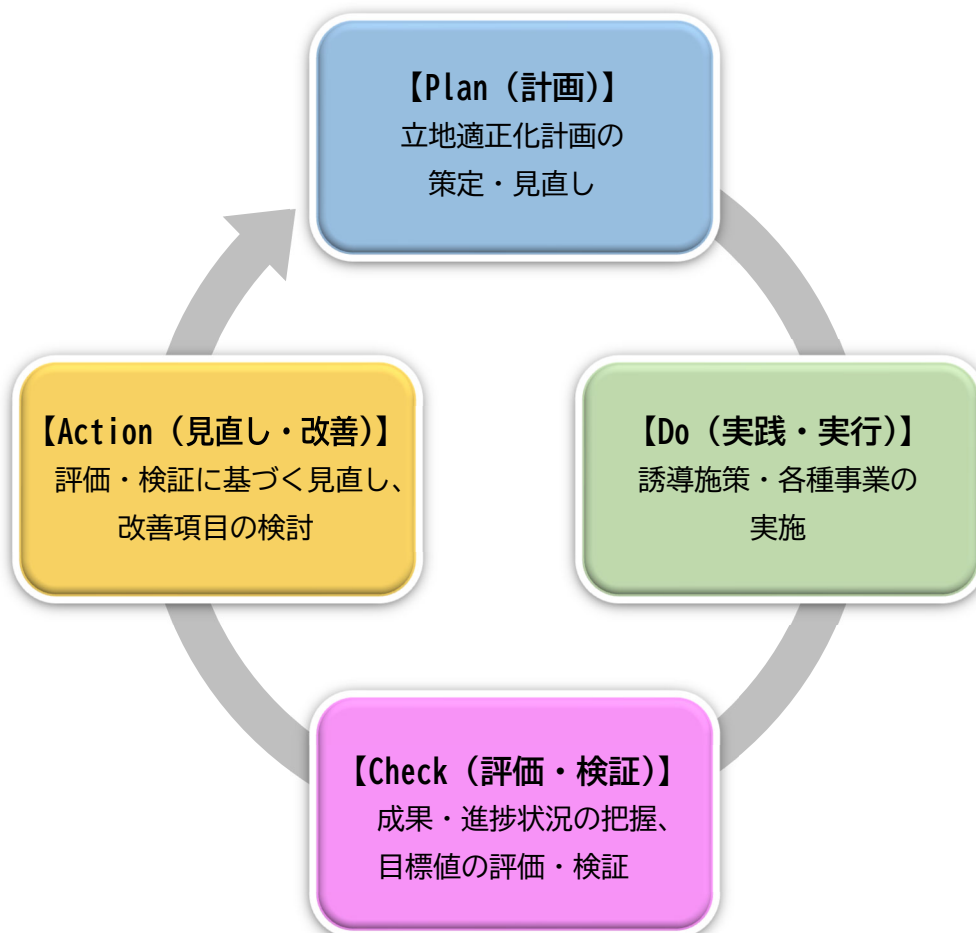 【Plan（計画）】
立地適正化計画の
策定・見直し
【Action（見直し・改善）】
評価・検証に基づく見直し、
改善項目の検討
【Do（実践・実行）】
誘導施策・各種事業の
実施
【Check（評価・検証）】
成果・進捗状況の把握、
目標値の評価・検証